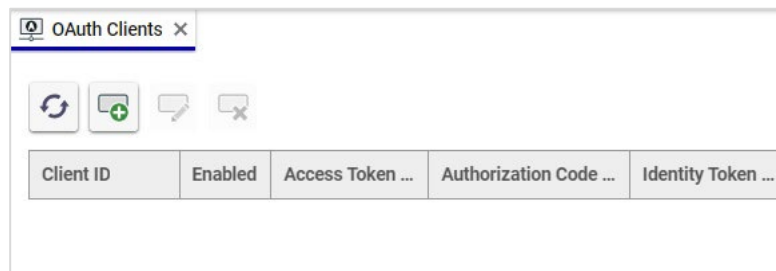 OAuth Clients
Client ID Enabled Access Token ... Authorization Code ... Identity Token ...